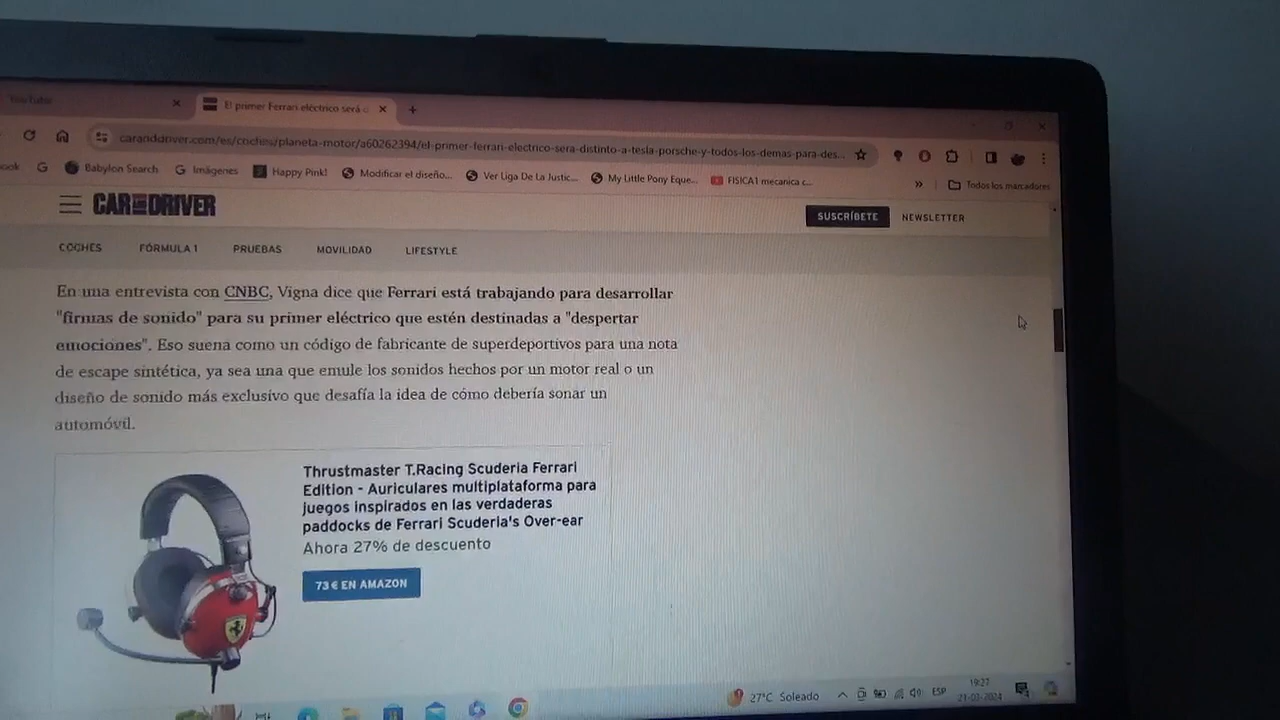 YouTube
El primer Ferrari eléctrico será
caranddriver.com/es/coches/planeta-motor/a60262394/el-primer-ferrari-electrico-sera-distinto-a-tesla-porsche-y-todos-los-demas-para-des...
ook
Babylon Search
Imágenes
Happy Pink!
Modificar el diseño...
Ver Liga De La Justic...
My Little Pony Eque...
FISICA1 mecanica c...
»
Todos los marcadores
CAR AND DRIVER
SUSCRÍBETE
NEWSLETTER
COCHES
FÓRMULA 1
PRUEBAS
MOVILIDAD
LIFESTYLE
En una entrevista con CNBC, Vigna dice que Ferrari está trabajando para desarrollar
"firmas de sonido" para su primer eléctrico que estén destinadas a "despertar
emociones". Eso suena como un código de fabricante de superdeportivos para una nota
de escape sintética, ya sea una que emule los sonidos hechos por un motor real o un
diseño de sonido más exclusivo que desafía la idea de cómo debería sonar un
automóvil.
Thrustmaster T.Racing Scuderia Ferrari
Edition - Auriculares multiplataforma para
juegos inspirados en las verdaderas
paddocks de Ferrari Scuderia's Over-ear
Ahora 27% de descuento
73 € EN AMAZON
27°C Soleado
ESP
19:27
21-03-2024